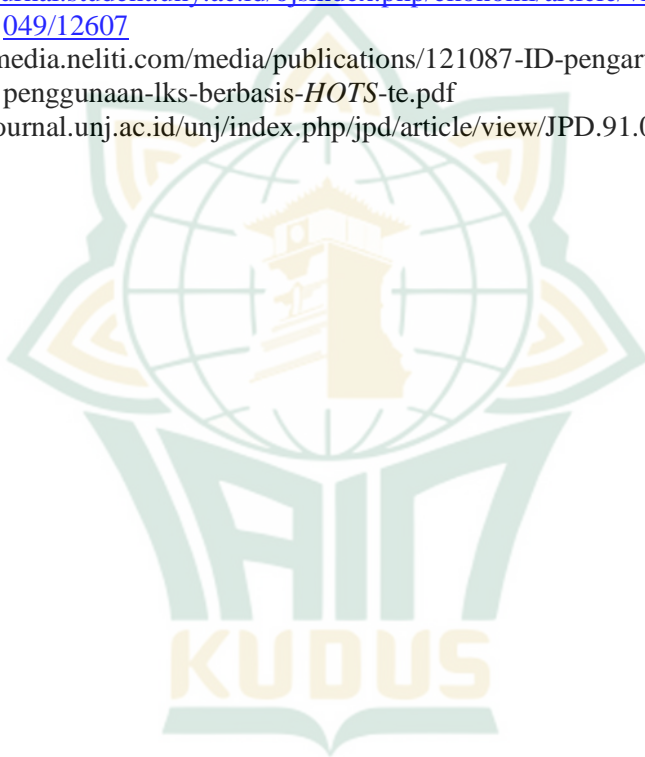 049/12607
media.neliti.com/media/publications/121087-ID-pengar
penggunaan-lks-berbasis-HOTS-te.pdf
ournal.unj.ac.id/unj/index.php/jpd/article/view/JPD.91.0
IAIN
KUDUS